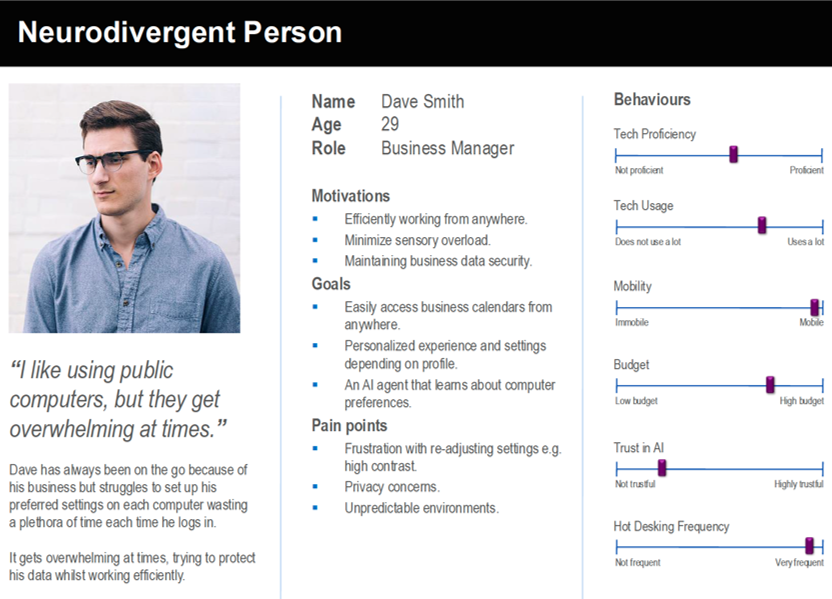 Neurodivergent Person
“I like using public
computers, but they get
overwhelming at times.”
Dave has always been on the go because of
his business but struggles to set up his
preferred settings on each computer wasting
a plethora of time each time he logs in.
It gets overwhelming at times, trying to protect
his data whilst working efficiently.
Name Dave Smith
Age 29
Role Business Manager
Motivations
▪ Efficiently working from anywhere.
▪ Minimize sensory overload.
▪ Maintaining business data security.
Goals
▪ Easily access business calendars from
anywhere.
▪ Personalized experience and settings
depending on profile.
▪ An AI agent that learns about computer
preferences.
Pain points
▪ Frustration with re-adjusting settings e.g.
high contrast.
▪ Privacy concerns.
▪ Unpredictable environments.
Behaviours
Tech Proficiency
Not proficient Proficient
Tech Usage
Does not use a lot Uses a lot
Mobility
Immobile Mobile
Budget
Low budget High budget
Trust in AI
Not trustful Highly trustful
Hot Desking Frequency
Not frequent Very frequent